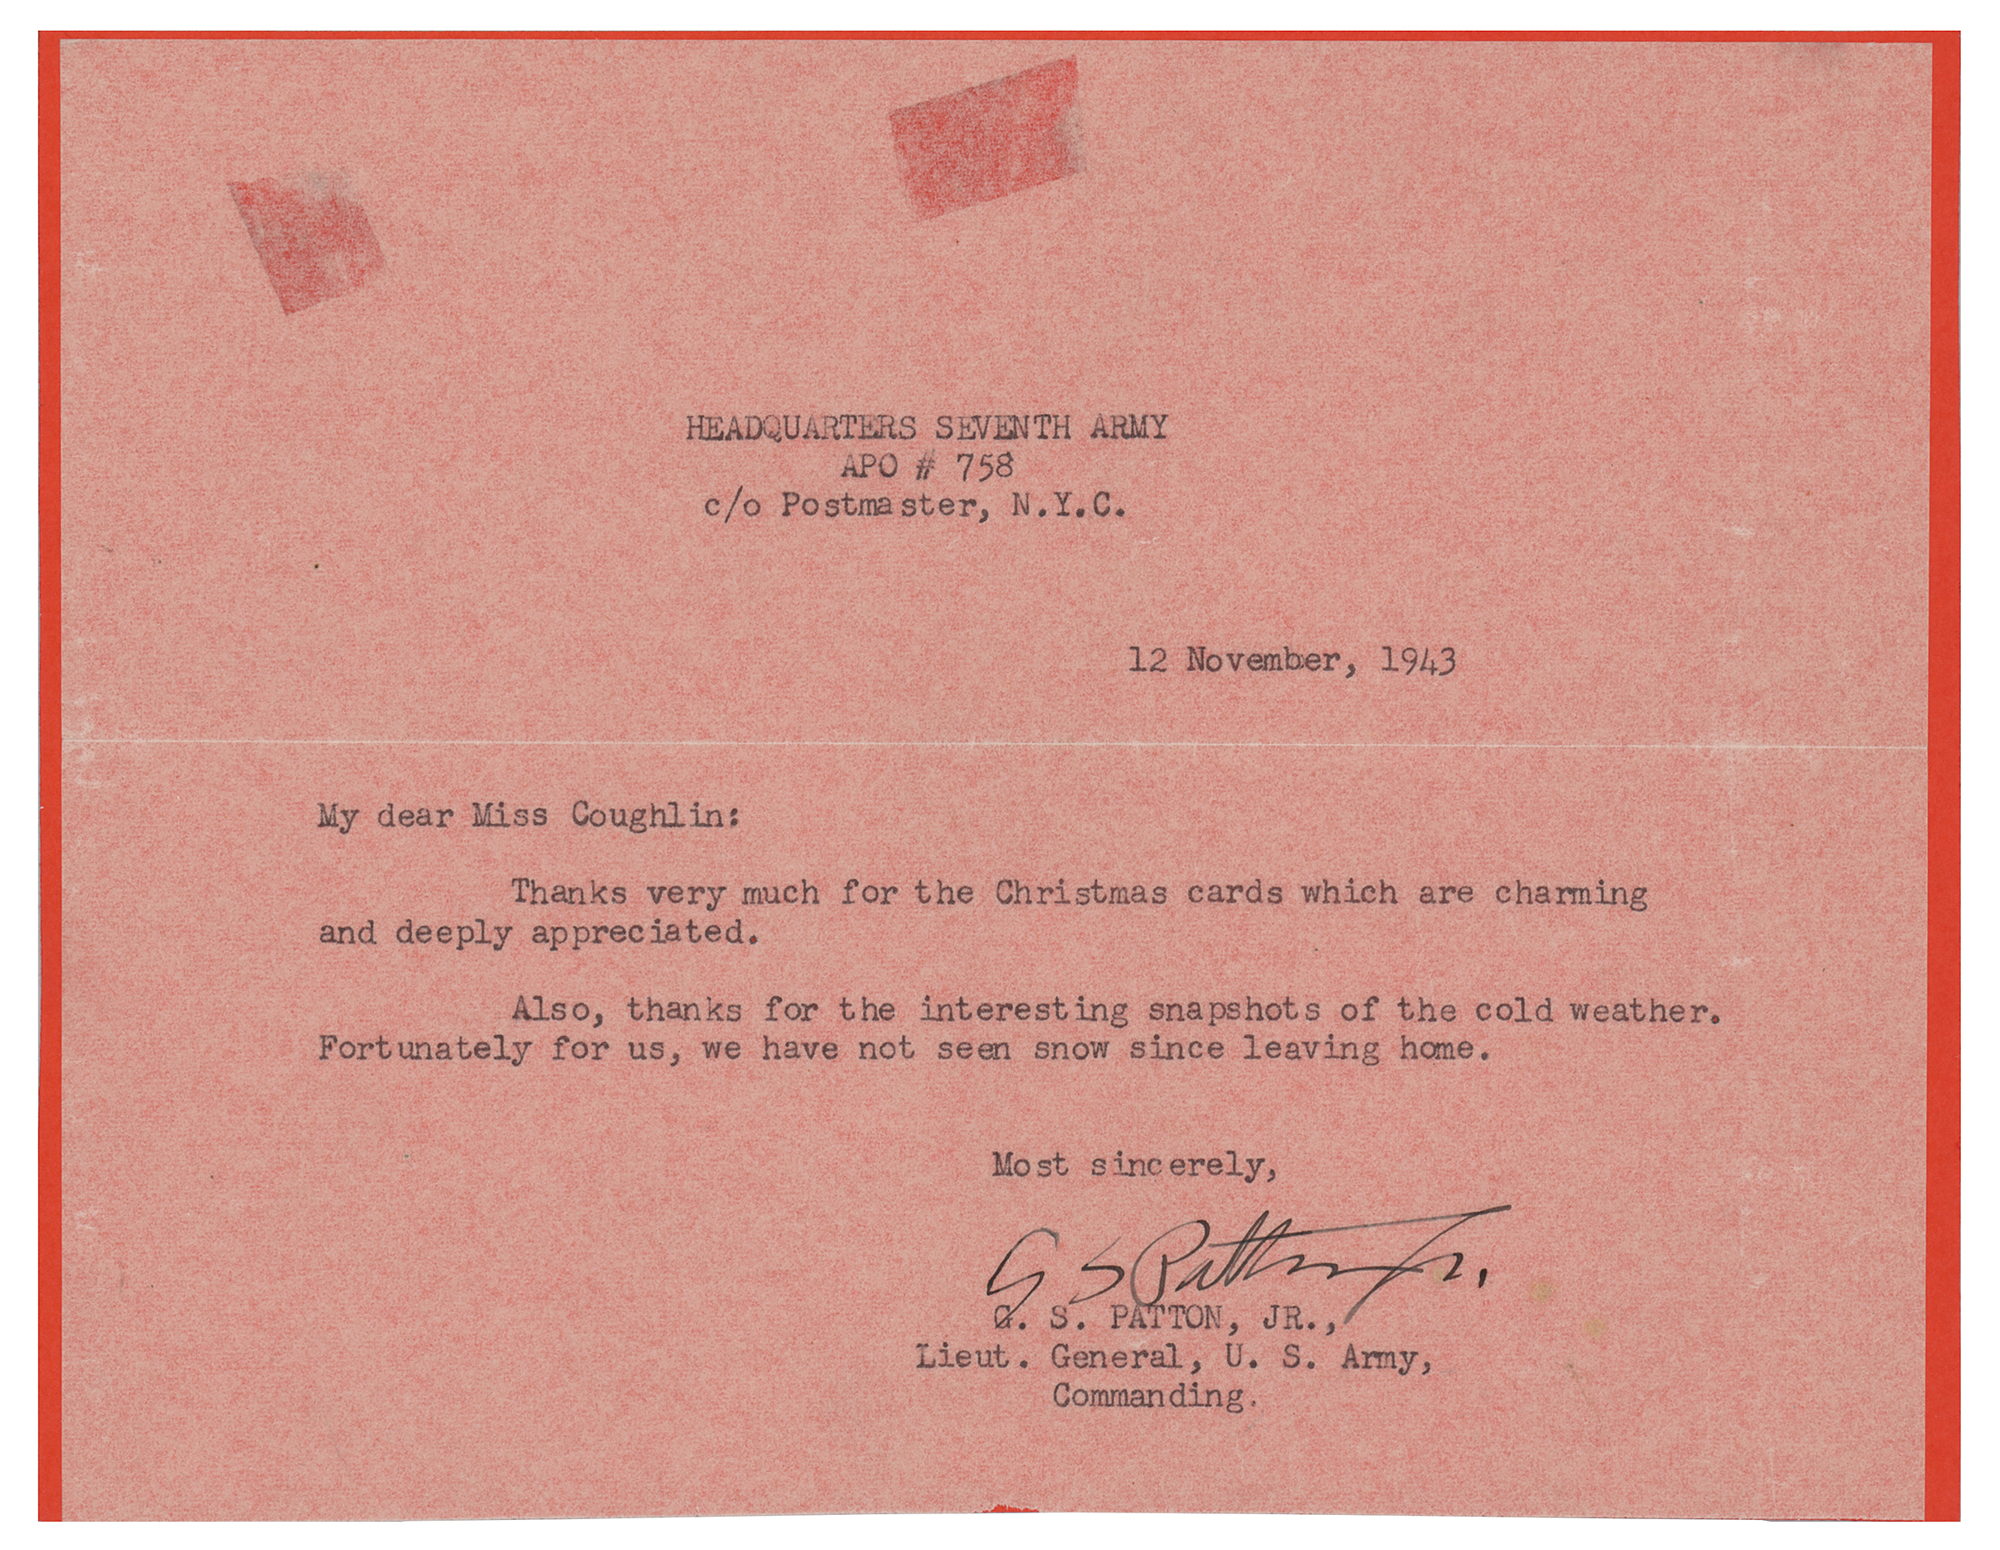 HEADQUARTERS SEVENTH ARMY
APO # 758
c/o Postmaster, N.Y.C.
12 November, 1943
My dear Miss Coughlin:
Thanks very much for the Christmas cards which are charming
and deeply appreciated.
Also, thanks for the interesting snapshots of the cold weather.
Fortunately for us, we have not seen snow since leaving home.
Most sincerely,
G S Patton Jr.
G. S. PATTON, JR.,
Lieut. General, U. S. Army,
Commanding.